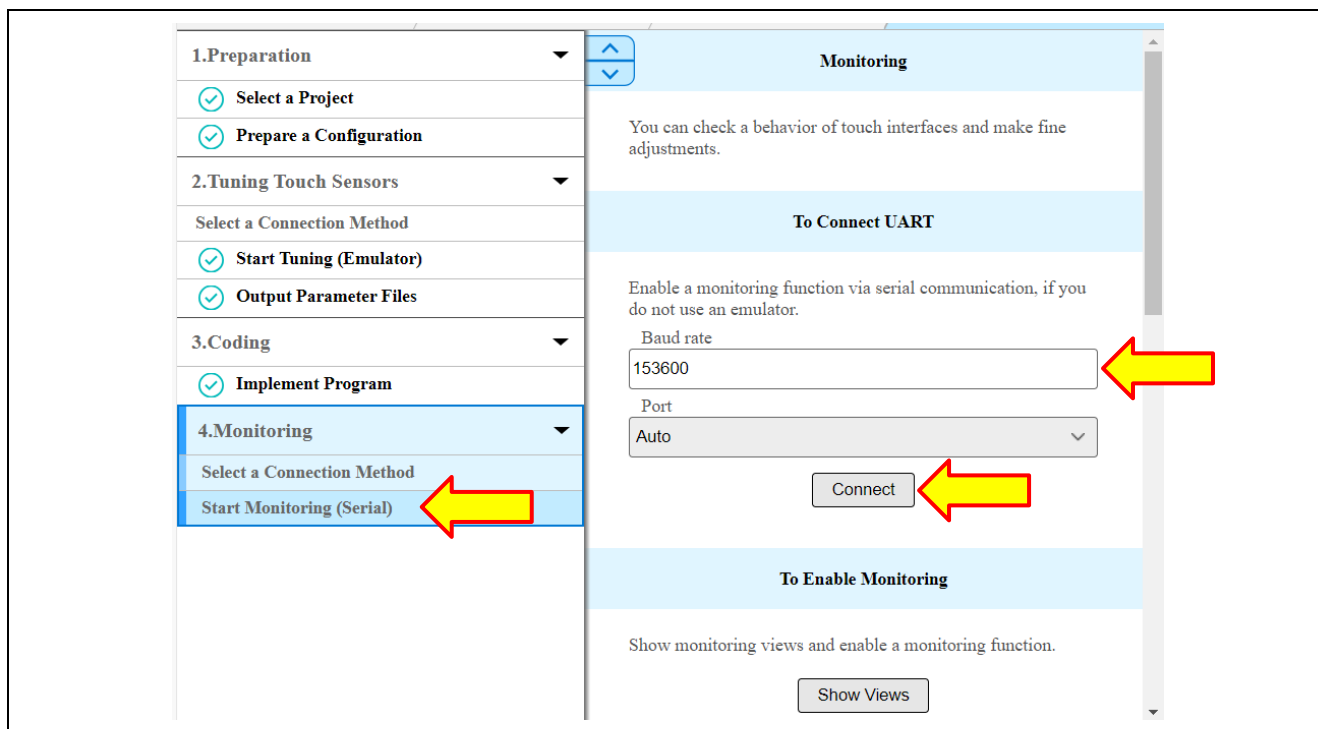 1.Preparation
Select a Project
Prepare a Configuration
2.Tuning Touch Sensors
Select a Connection Method
Start Tuning (Emulator)
Output Parameter Files
3.Coding
Implement Program
4.Monitoring
Select a Connection Method
Start Monitoring (Serial)
Monitoring
You can check a behavior of touch interfaces and make fine
adjustments.
To Connect UART
Enable a monitoring function via serial communication, if you
do not use an emulator.
Baud rate
153600
Port
Auto
Connect
To Enable Monitoring
Show monitoring views and enable a monitoring function.
Show Views